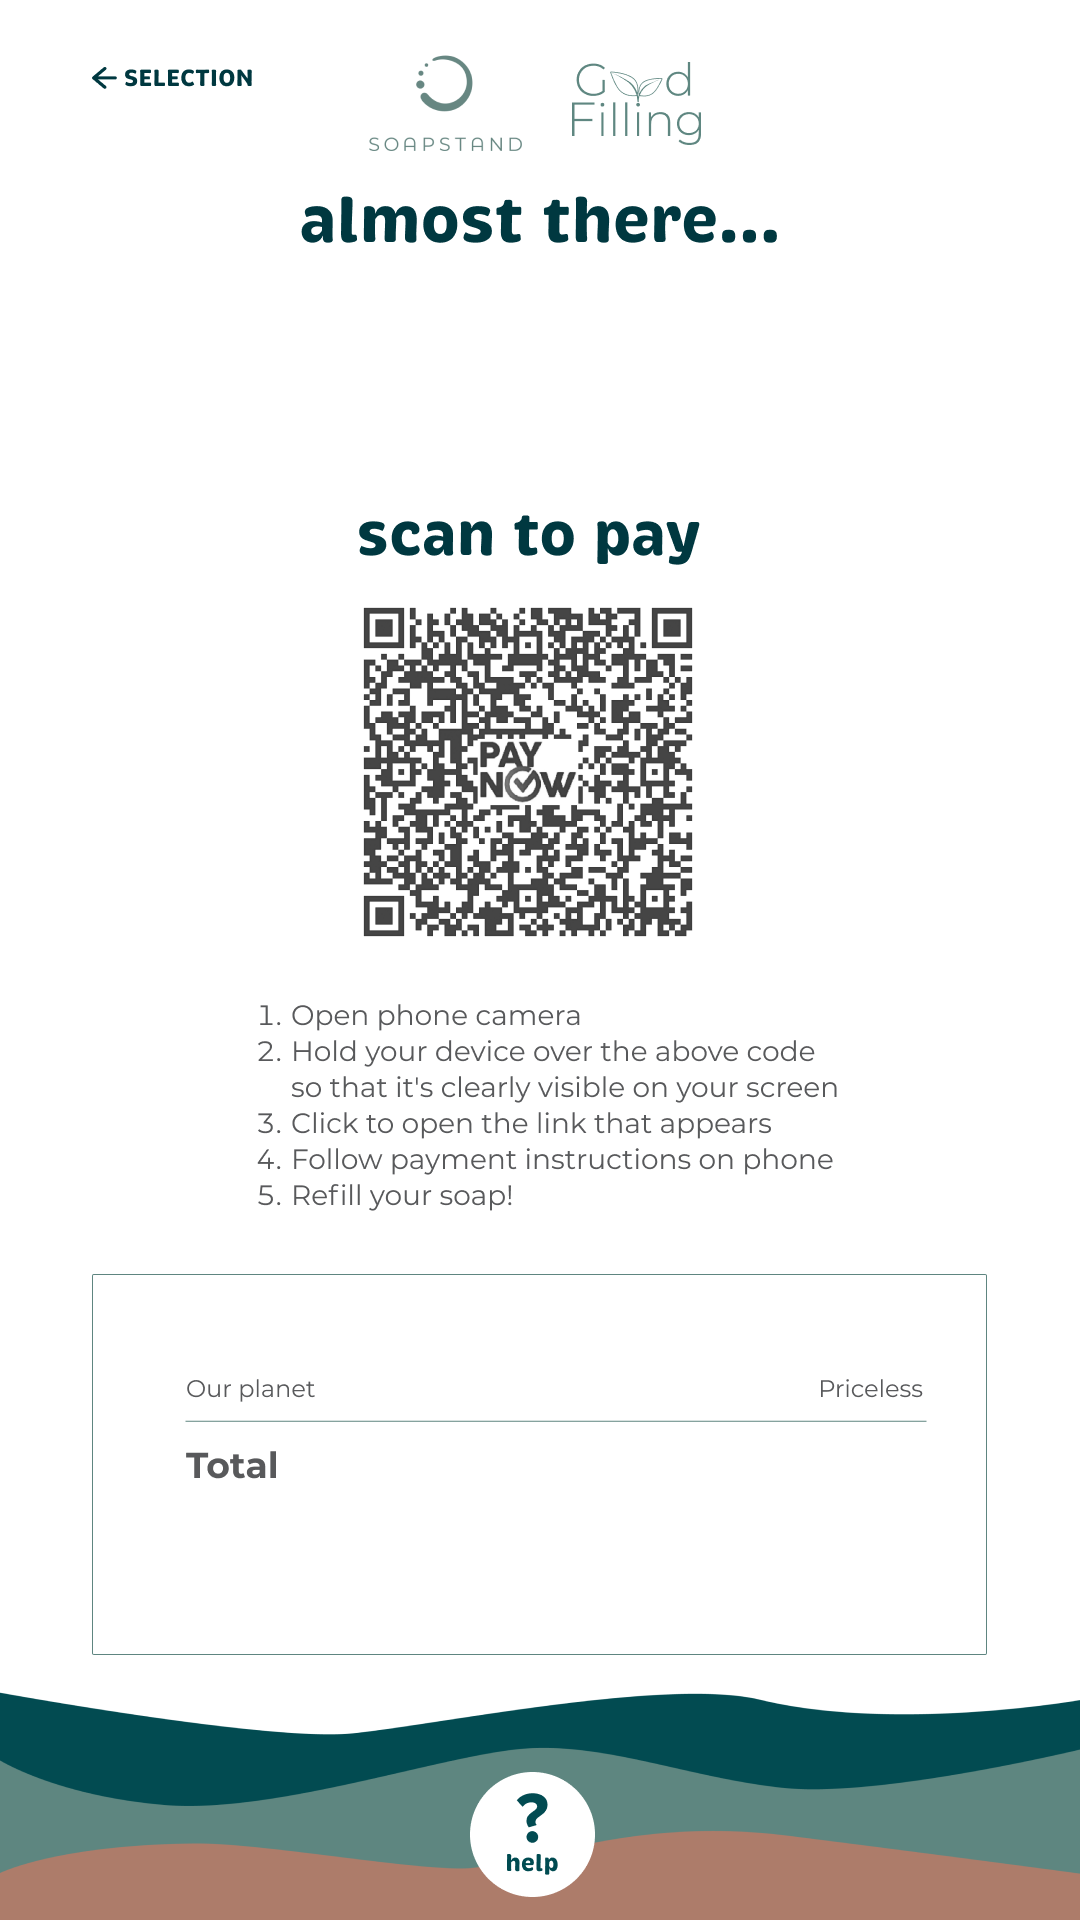 ← SELECTION
SOAPSTAND
Good
Filling
almost there...
scan to pay
PAY
NOW
1. Open phone camera
2. Hold your device over the above code
so that it's clearly visible on your screen
3. Click to open the link that appears
4. Follow payment instructions on phone
5. Refill your soap!
Our planet Priceless
Total
?
help